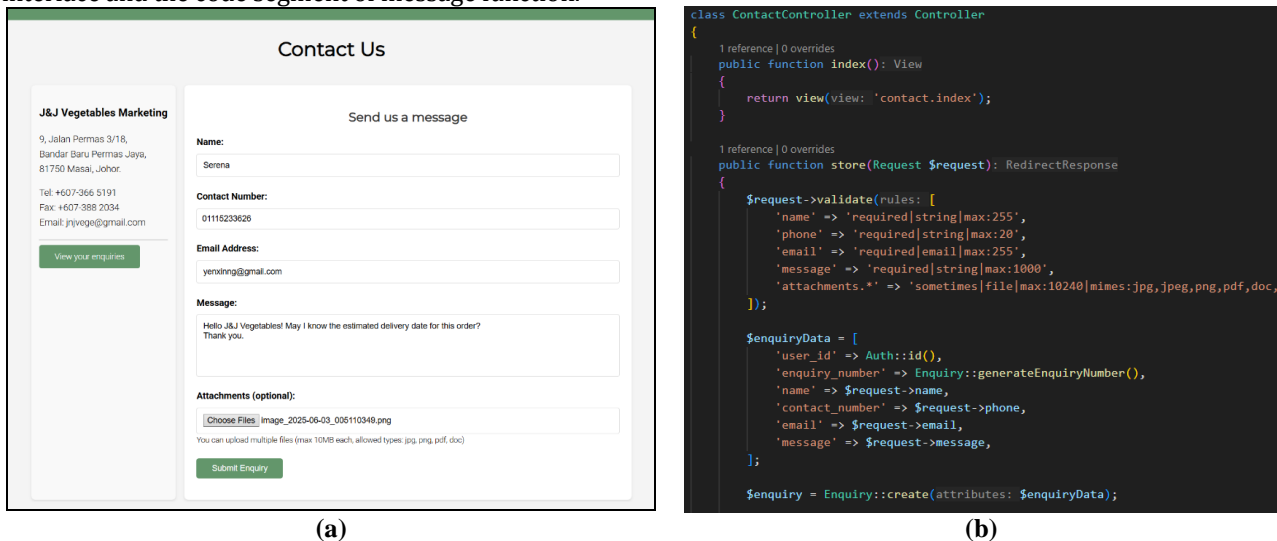 interface and the code segment of message function.
Contact Us
J&J Vegetables Marketing
9, Jalan Permas 3/18,
Bandar Baru Permas Jaya,
81750 Masai, Johor.
Tel: +607-366 5191
Fax: +607-388 2034
Email: jnjvege@gmail.com
View your enquiries
Send us a message
Name:
Serena
Contact Number:
01115233626
Email Address:
yenxinng@gmail.com
Message:
Hello J&J Vegetables! May I know the estimated delivery date for this order?
Thank you.
Attachments (optional):
Choose Files image_2025-06-03_005110349.png
You can upload multiple files (max 10MB each, allowed types: jpg, png, pdf, doc)
Submit Enquiry
(a)
class ContactController extends Controller
{
1 reference | 0 overrides
public function index(): View
{
return view(view: 'contact.index');
}
1 reference | 0 overrides
public function store(Request $request): RedirectResponse
{
$request->validate(rules: [
'name' => 'required|string|max:255',
'phone' => 'required|string|max:20',
'email' => 'required|email|max:255',
'message' => 'required|string|max:1000',
'attachments.*' => 'sometimes|file|max:10240|mimes:jpg,jpeg,png,pdf,doc,
]);
$enquiryData = [
'user_id' => Auth::id(),
'enquiry_number' => Enquiry::generateEnquiryNumber(),
'name' => $request->name,
'contact_number' => $request->phone,
'email' => $request->email,
'message' => $request->message,
];
$enquiry = Enquiry::create(attributes: $enquiryData);
(b)